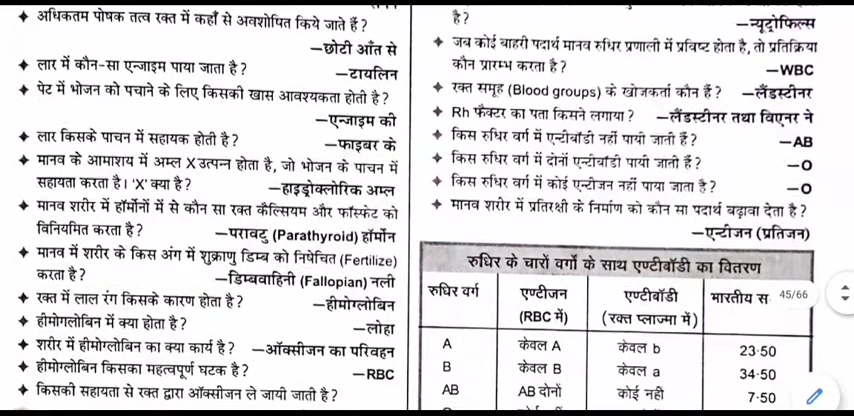 ✦ अधिकतम पोषक तत्व रक्त में कहाँ से अवशोषित किये जाते हैं?
—छोटी आँत से
✦ लार में कौन-सा एन्जाइम पाया जाता है?
—टायलिन
✦ पेट में भोजन को पचाने के लिए किसकी खास आवश्यकता होती है?
—एन्जाइम की
✦ लार किसके पाचन में सहायक होती है? —फाइबर के
✦ मानव के आमाशय में अम्ल X उत्पन्न होता है, जो भोजन के पाचन में
सहायता करता है। 'X' क्या है? —हाइड्रोक्लोरिक अम्ल
✦ मानव शरीर में हॉर्मोनों में से कौन सा रक्त कैल्सियम और फॉस्फेट को
विनियमित करता है? —परावटु (Parathyroid) हॉर्मोन
✦ मानव में शरीर के किस अंग में शुक्राणु डिम्ब को निषेचित (Fertilize)
करता है? —डिम्बवाहिनी (Fallopian) नली
✦ रक्त में लाल रंग किसके कारण होता है? —हीमोग्लोबिन
✦ हीमोगलोबिन में क्या होता है? —लोहा
✦ शरीर में हीमोग्लोबिन का क्या कार्य है? —ऑक्सीजन का परिवहन
✦ हीमोग्लोबिन किसका महत्वपूर्ण घटक है? —RBC
✦ किसकी सहायता से रक्त द्वारा ऑक्सीजन ले जायी जाती है?
है? —न्यूट्रोफिल्स
✦ जब कोई बाहरी पदार्थ मानव रुधिर प्रणाली में प्रविष्ट होता है, तो प्रतिक्रिया
कौन प्रारम्भ करता है? —WBC
✦ रक्त समूह (Blood groups) के खोजकर्ता कौन हैं? —लैंडस्टीनर
✦ Rh फैक्टर का पता किसने लगाया? —लैंडस्टीनर तथा विएनर ने
✦ किस रुधिर वर्ग में एन्टीबॉडी नहीं पायी जाती हैं? —AB
✦ किस रुधिर वर्ग में दोनों एन्टीबॉडी पायी जाती हैं? —O
✦ किस रुधिर वर्ग में कोई एन्टीजन नहीं पाया जाता है? —O
✦ मानव शरीर में प्रतिरक्षी के निर्माण को कौन सा पदार्थ बढ़ावा देता है?
—एन्टीजन (प्रतिजन)
रुधिर के चारों वर्गों के साथ एण्टीबॉडी का वितरण
रुधिर वर्ग एण्टीजन एण्टीबॉडी भारतीय स 45/66
(RBC में) (रक्त प्लाज्मा में)
A केवल A केवल b 23·50
B केवल B केवल a 34·50
AB AB दोनों कोई नहीं 7·50